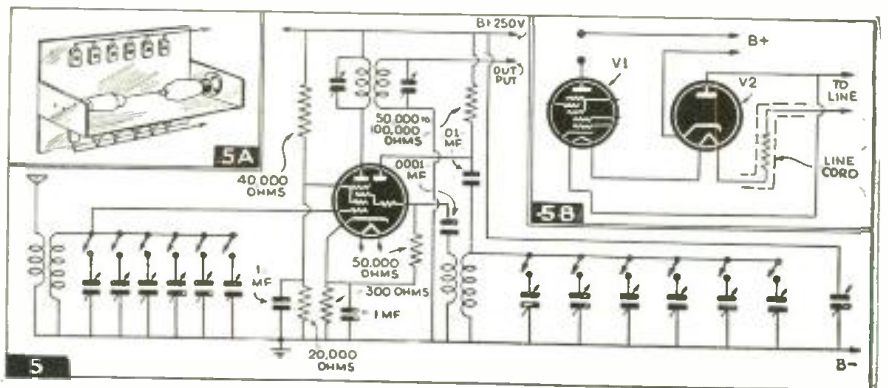 B+250V
OUT)
PUT
50,000 TO
100,000
OHMS
.01
MF
.0001
MF
40,000
OHMS
50,000
OHMS
300 OHMS
.1 MF
.1
MF
20,000
OHMS
B-
5
5A
B+
V1
V2
TO
LINE
LINE
CORD
5B